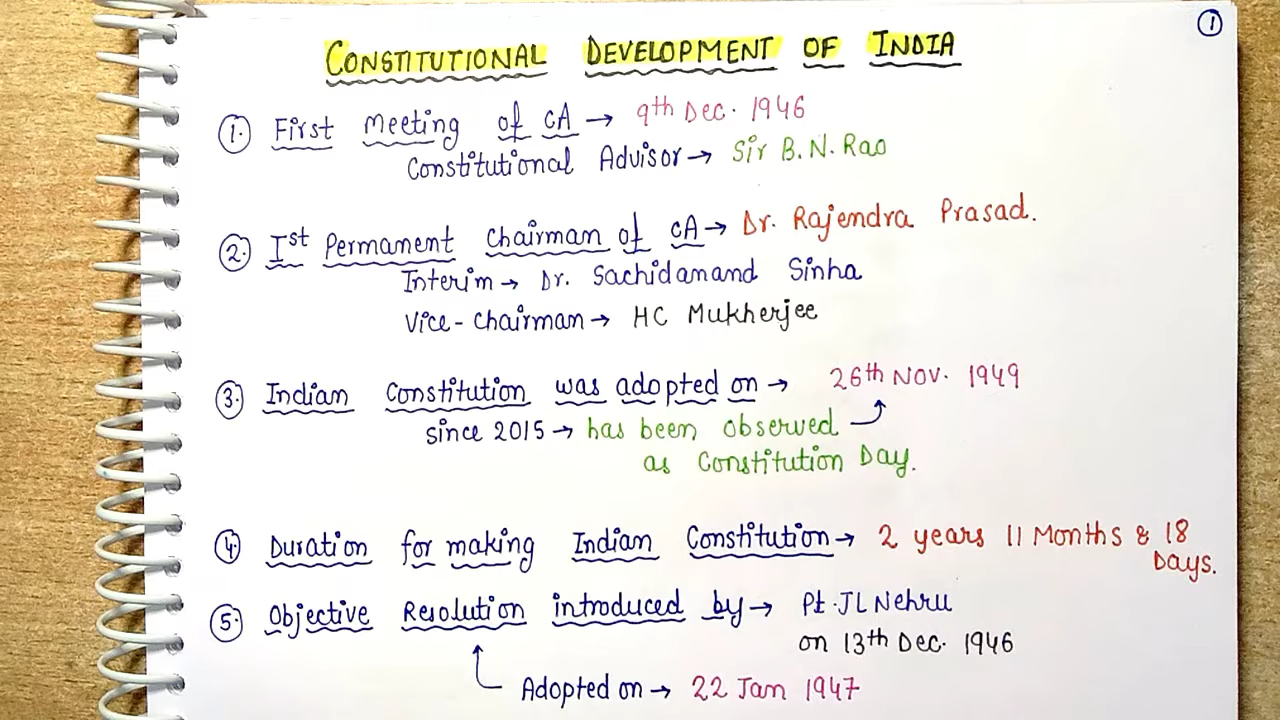 1
CONSTITUTIONAL DEVELOPMENT OF INDIA
1. First Meeting of CA → 9th Dec. 1946
Constitutional Advisor → Sir B.N. Rao
2. Ist Permanent Chairman of CA → Dr. Rajendra Prasad.
Interim → Dr. Sachidanand Sinha
Vice-Chairman → HC Mukherjee
3. Indian Constitution was adopted on → 26th Nov. 1949
since 2015 → has been observed
as Constitution Day.
4. Duration for making Indian Constitution → 2 years 11 Months & 18
Days.
5. Objective Resolution introduced by → Pt. JL Nehru
on 13th Dec. 1946
Adopted on → 22 Jan 1947